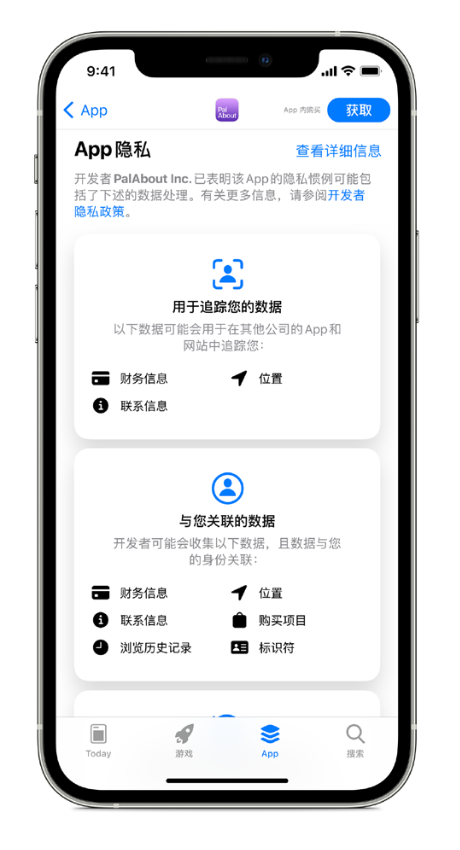 9:41
App
Pal About
App 内购买
获取
App 隐私
查看详细信息
开发者 PalAbout Inc. 已表明该 App 的隐私惯例可能包
括了下述的数据处理。有关更多信息，请参阅开发者
隐私政策。
用于追踪您的数据
以下数据可能会用于在其他公司的 App 和
网站中追踪您：
财务信息
位置
联系信息
与您关联的数据
开发者可能会收集以下数据，且数据与您
的身份关联：
财务信息
位置
联系信息
购买项目
浏览历史记录
标识符
Today
游戏
App
搜索